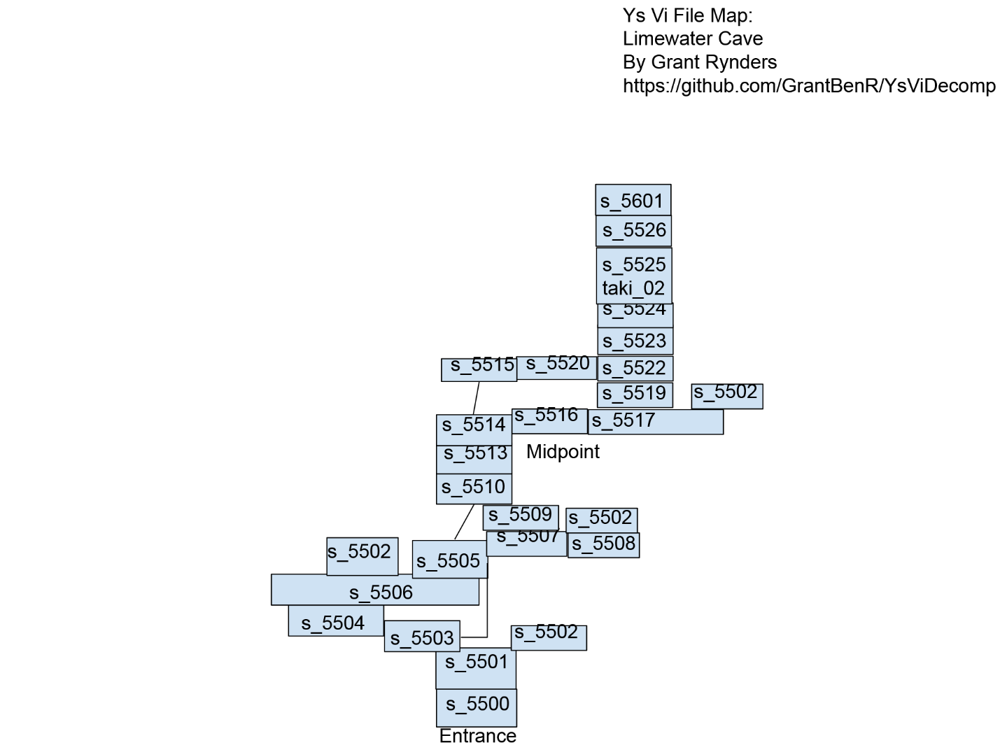 Ys Vi File Map:
Limewater Cave
By Grant Rynders
https://github.com/GrantBenR/YsViDecomp
s_5601
s_5526
s_5525
taki_02
s_5524
s_5523
s_5515
s_5520
s_5522
s_5519
s_5502
s_5514
s_5516
s_5517
s_5513
Midpoint
s_5510
s_5509
s_5502
s_5507
s_5508
s_5502
s_5505
s_5506
s_5504
s_5503
s_5502
s_5501
s_5500
Entrance